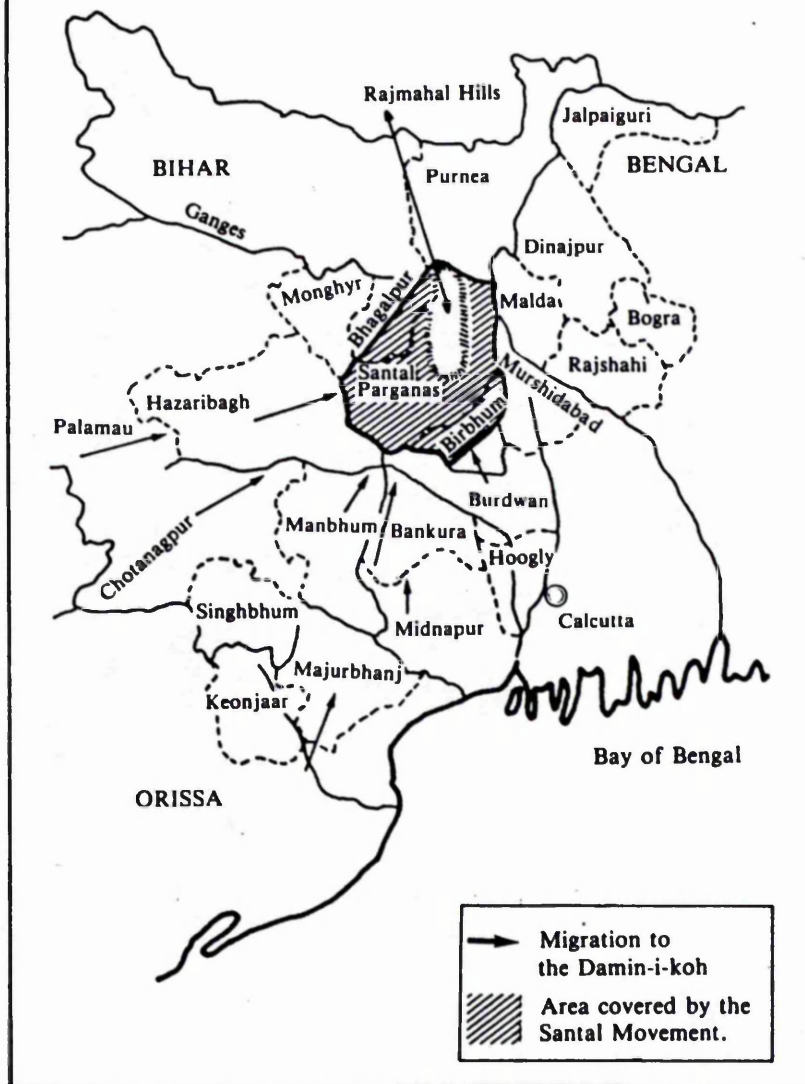 Rajmahal Hills
Jalpaiguri
BIHAR
BENGAL
Purnea
Ganges
Dinajpur
Monghyr
Bhagalpur
Malda
Bogra
Santal
Parganas
Murshidabad
Rajshahi
Hazaribagh
Birbhum
Palamau
Burdwan
Chotanagpur
Manbhum
Bankura
Hoogly
Singhbhum
Midnapur
Calcutta
Majurbhanj
Keonjaar
Bay of Bengal
ORISSA
Migration to
the Damin-i-koh
Area covered by the
Santal Movement.